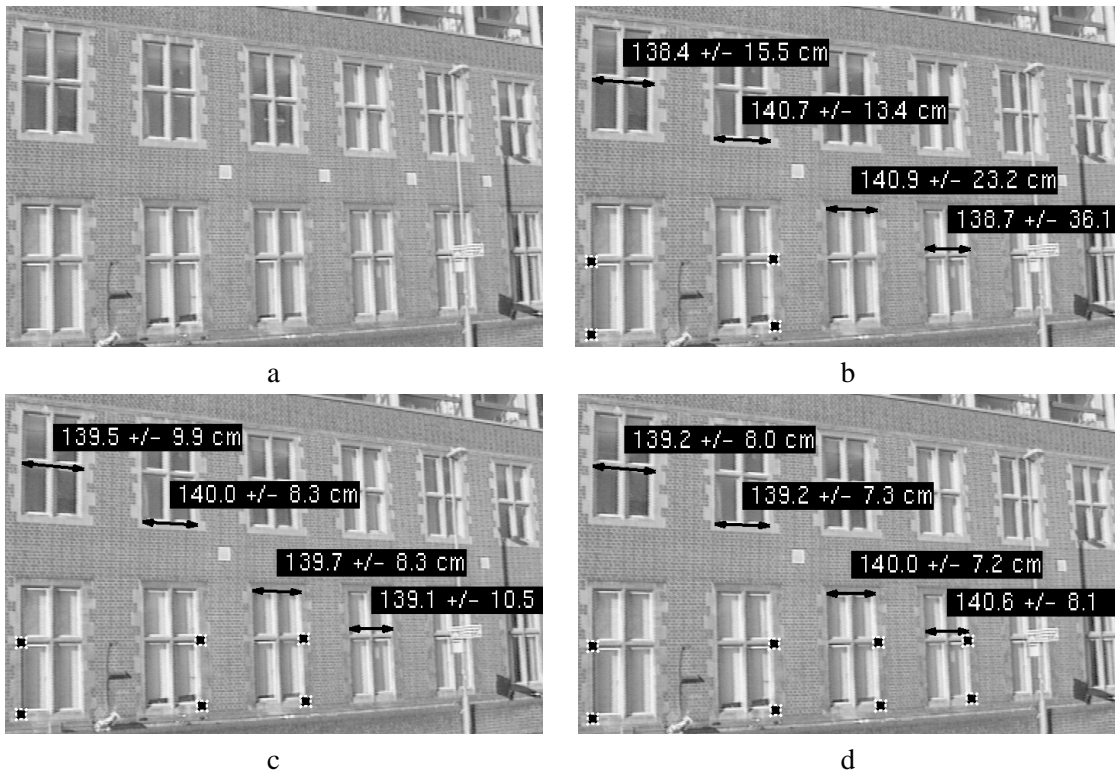 138.4 +/- 15.5 cm
140.7 +/- 13.4 cm
140.9 +/- 23.2 cm
138.7 +/- 36.1
a
b
139.5 +/- 9.9 cm
140.0 +/- 8.3 cm
139.7 +/- 8.3 cm
139.1 +/- 10.5
139.2 +/- 8.0 cm
139.2 +/- 7.3 cm
140.0 +/- 7.2 cm
140.6 +/- 8.1
c
d